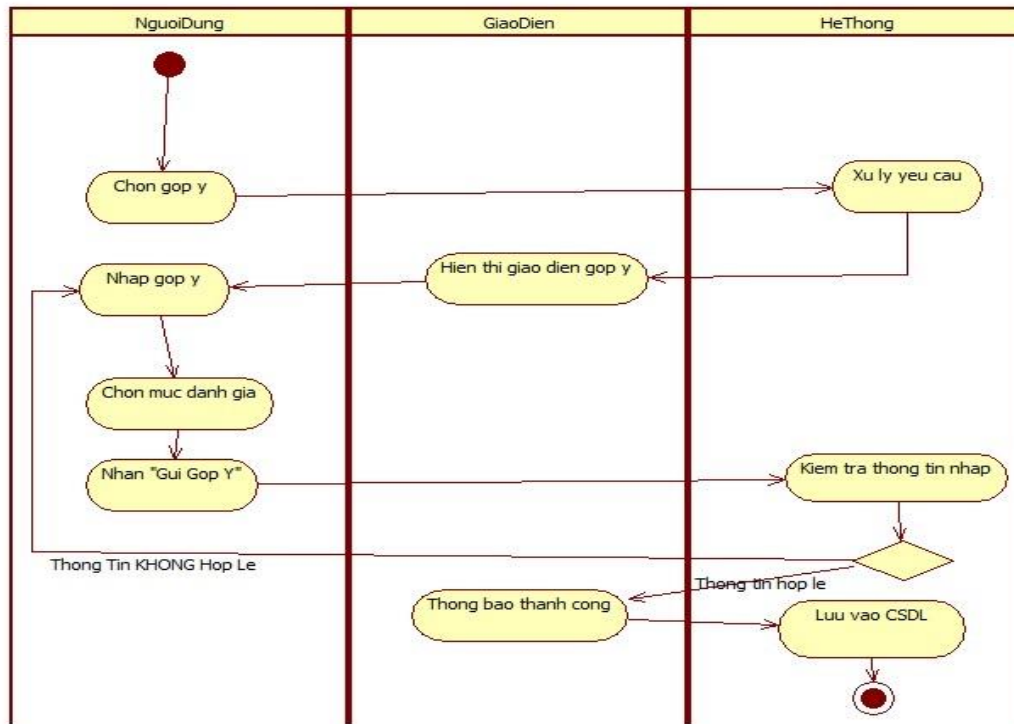 NguoiDung
GiaoDien
HeThong
Chon gop y
Xu ly yeu cau
Hien thi giao dien gop y
Nhap gop y
Chon muc danh gia
Nhan "Gui Gop Y"
Kiem tra thong tin nhap
Thong Tin KHONG Hop Le
Thong tin hop le
Thong bao thanh cong
Luu vao CSDL